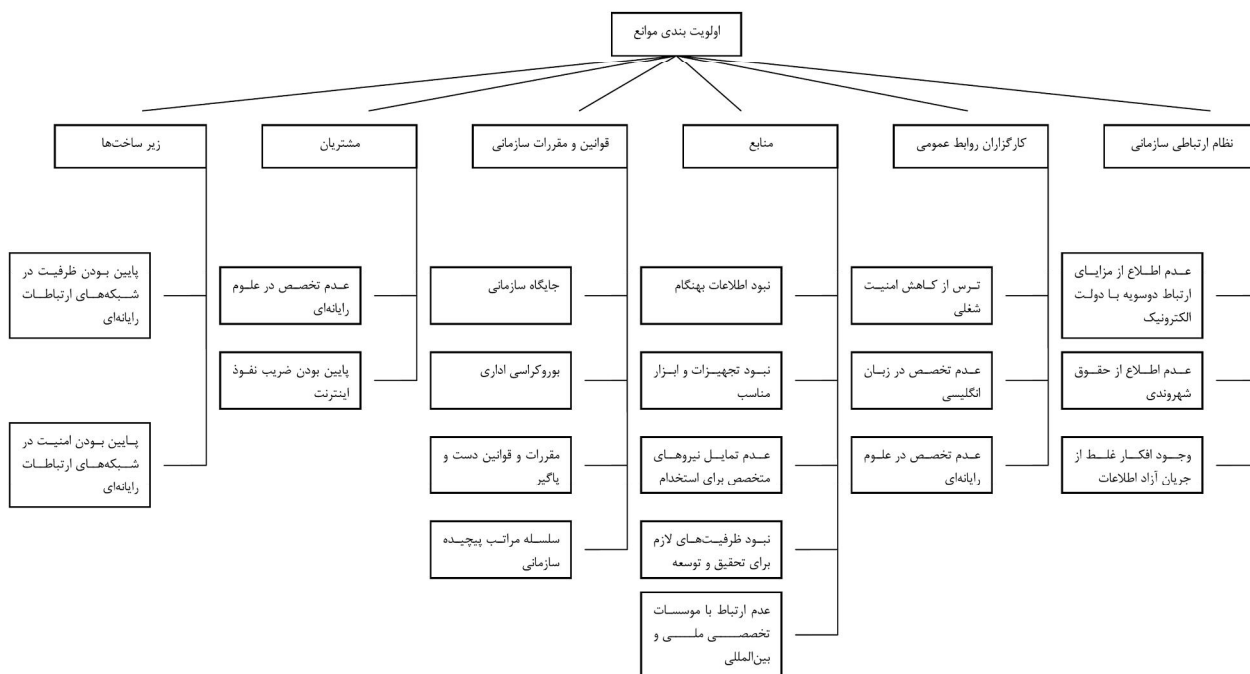 اولویت بندی موانع
نظام ارتباطی سازمانی
کارگزاران روابط عمومی
منابع
قوانین و مقررات سازمانی
مشتریان
زیر ساخت‌ها
عدم اطلاع از مزایای
ارتباط دوسویه با دولت
الکترونیک
عدم اطلاع از حقوق
شهروندی
وجود افکار غلط از
جریان آزاد اطلاعات
ترس از کاهش امنیت
شغلی
عدم تخصص در زبان
انگلیسی
عدم تخصص در علوم
رایانه‌ای
نبود اطلاعات بهنگام
نبود تجهیزات و ابزار
مناسب
عدم تمایل نیروهای
متخصص برای استخدام
نبود ظرفیت‌های لازم
برای تحقیق و توسعه
عدم ارتباط با موسسات
تخصصی ملی و
بین‌المللی
جایگاه سازمانی
بوروکراسی اداری
مقررات و قوانین دست و
پاگیر
سلسله مراتب پیچیده
سازمانی
عدم تخصص در علوم
رایانه‌ای
پایین بودن ضریب نفوذ
اینترنت
پایین بودن ظرفیت در
شبکه‌های ارتباطات
رایانه‌ای
پایین بودن امنیت در
شبکه‌های ارتباطات
رایانه‌ای